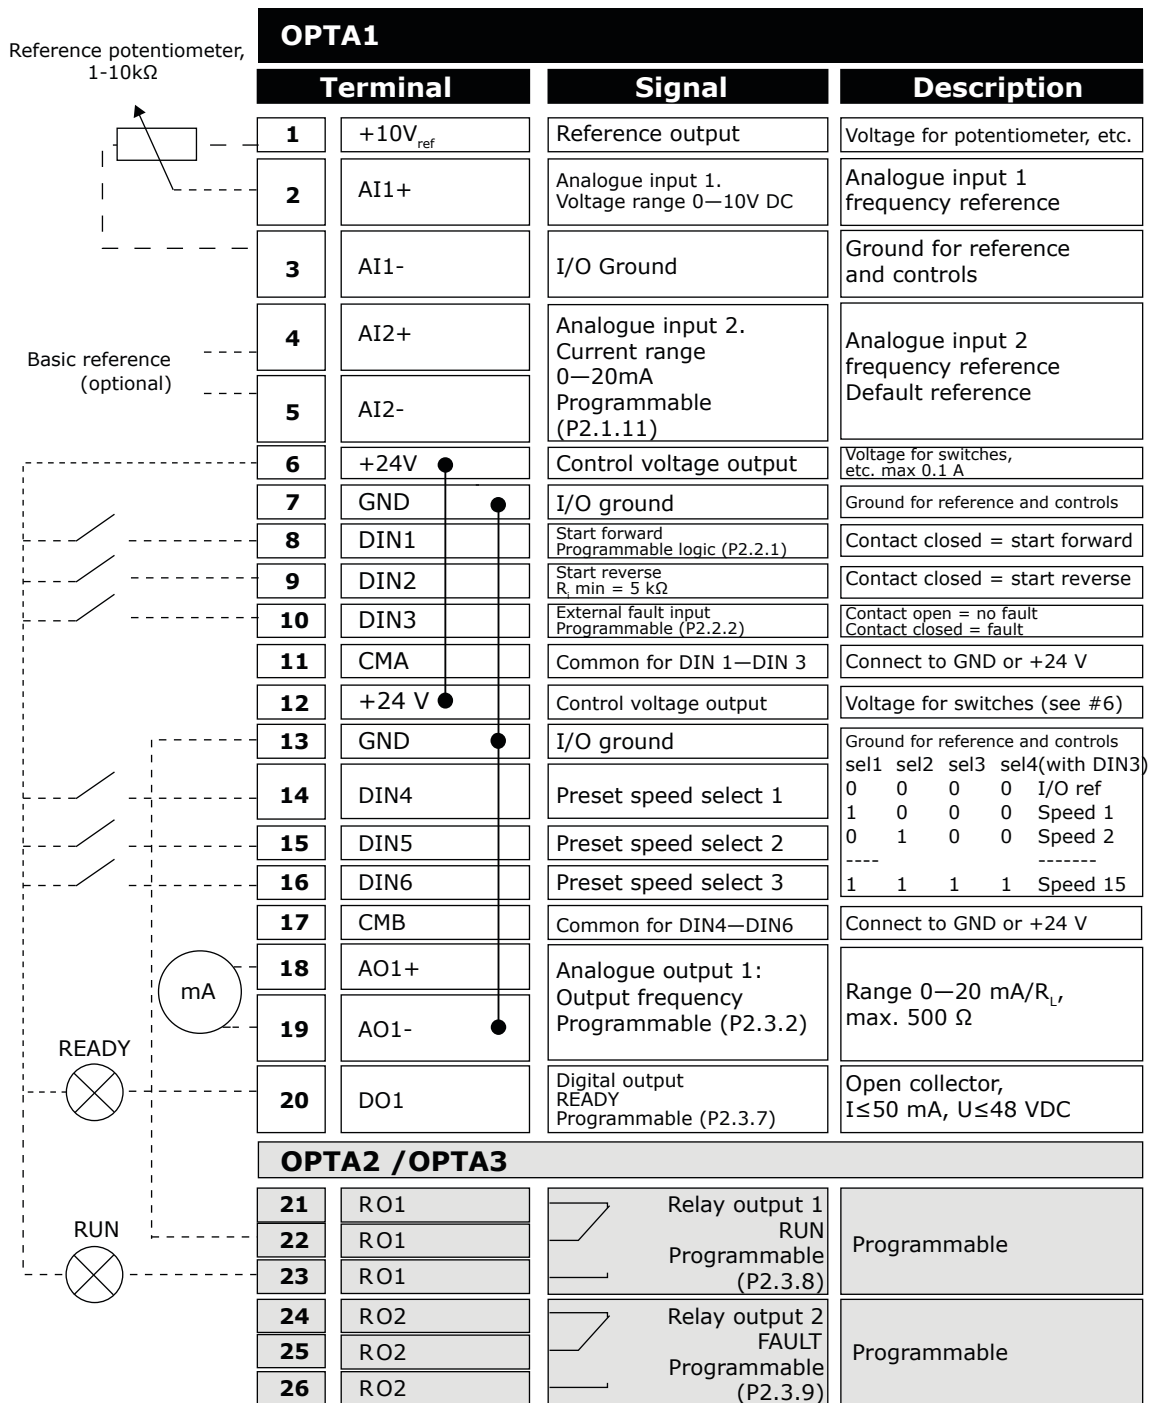 OPTA1
Reference potentiometer,
1-10kΩ
Terminal Signal Description
1 +10Vref Reference output Voltage for potentiometer, etc.
2 AI1+ Analogue input 1.
Voltage range 0—10V DC
Analogue input 1
frequency reference
3 AI1- I/O Ground Ground for reference
and controls
Basic reference
(optional)
4 AI2+
5 AI2-
Analogue input 2.
Current range
0—20mA
Programmable
(P2.1.11)
Analogue input 2
frequency reference
Default reference
6 +24V Control voltage output Voltage for switches,
etc. max 0.1 A
7 GND I/O ground Ground for reference and controls
8 DIN1 Start forward
Programmable logic (P2.2.1)
Contact closed = start forward
9 DIN2 Start reverse
Ri min = 5 kΩ
Contact closed = start reverse
10 DIN3 External fault input
Programmable (P2.2.2)
Contact open = no fault
Contact closed = fault
11 CMA Common for DIN 1—DIN 3 Connect to GND or +24 V
12 +24 V Control voltage output Voltage for switches (see #6)
13 GND I/O ground Ground for reference and controls
14 DIN4 Preset speed select 1
15 DIN5 Preset speed select 2
16 DIN6 Preset speed select 3
sel1 sel2 sel3 sel4(with DIN3)
0 0 0 0 I/O ref
1 0 0 0 Speed 1
0 1 0 0 Speed 2
---- -------
1 1 1 1 Speed 15
17 CMB Common for DIN4—DIN6 Connect to GND or +24 V
mA
18 AO1+
19 AO1-
Analogue output 1:
Output frequency
Programmable (P2.3.2)
Range 0—20 mA/RL,
max. 500 Ω
READY
20 DO1 Digital output
READY
Programmable (P2.3.7)
Open collector,
I≤50 mA, U≤48 VDC
OPTA2 /OPTA3
RUN
21 RO1
22 RO1
23 RO1
Relay output 1
RUN
Programmable
(P2.3.8)
Programmable
24 RO2
25 RO2
26 RO2
Relay output 2
FAULT
Programmable
(P2.3.9)
Programmable